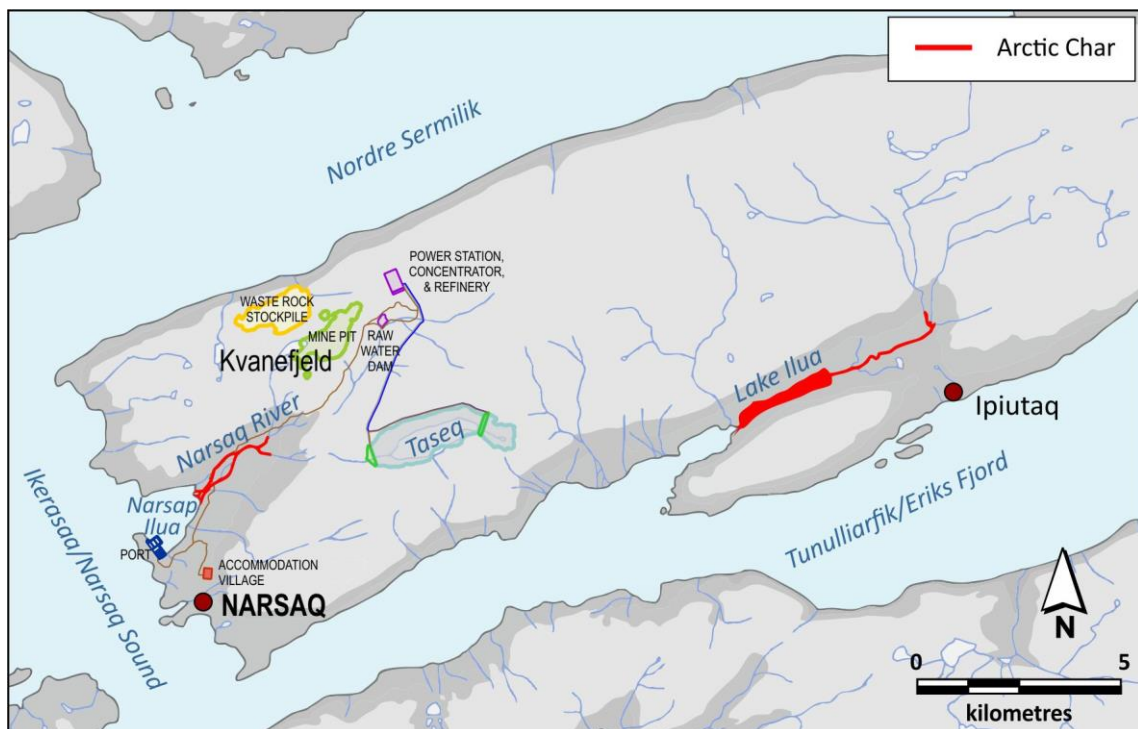 Arctic Char
Nordre Sermilik
POWER STATION,
CONCENTRATOR,
& REFINERY
WASTE ROCK
STOCKPILE
MINE PIT
RAW
WATER
DAM
Kvanefjeld
Lake Ilua
Ipiutaq
Narsaq River
Taseq
Narsap
Ilua
Ikerasaa/Narsaq Sound
Tunulliarfik/Eriks Fjord
PORT
ACCOMMODATION
VILLAGE
NARSAQ
N
0 5
kilometres